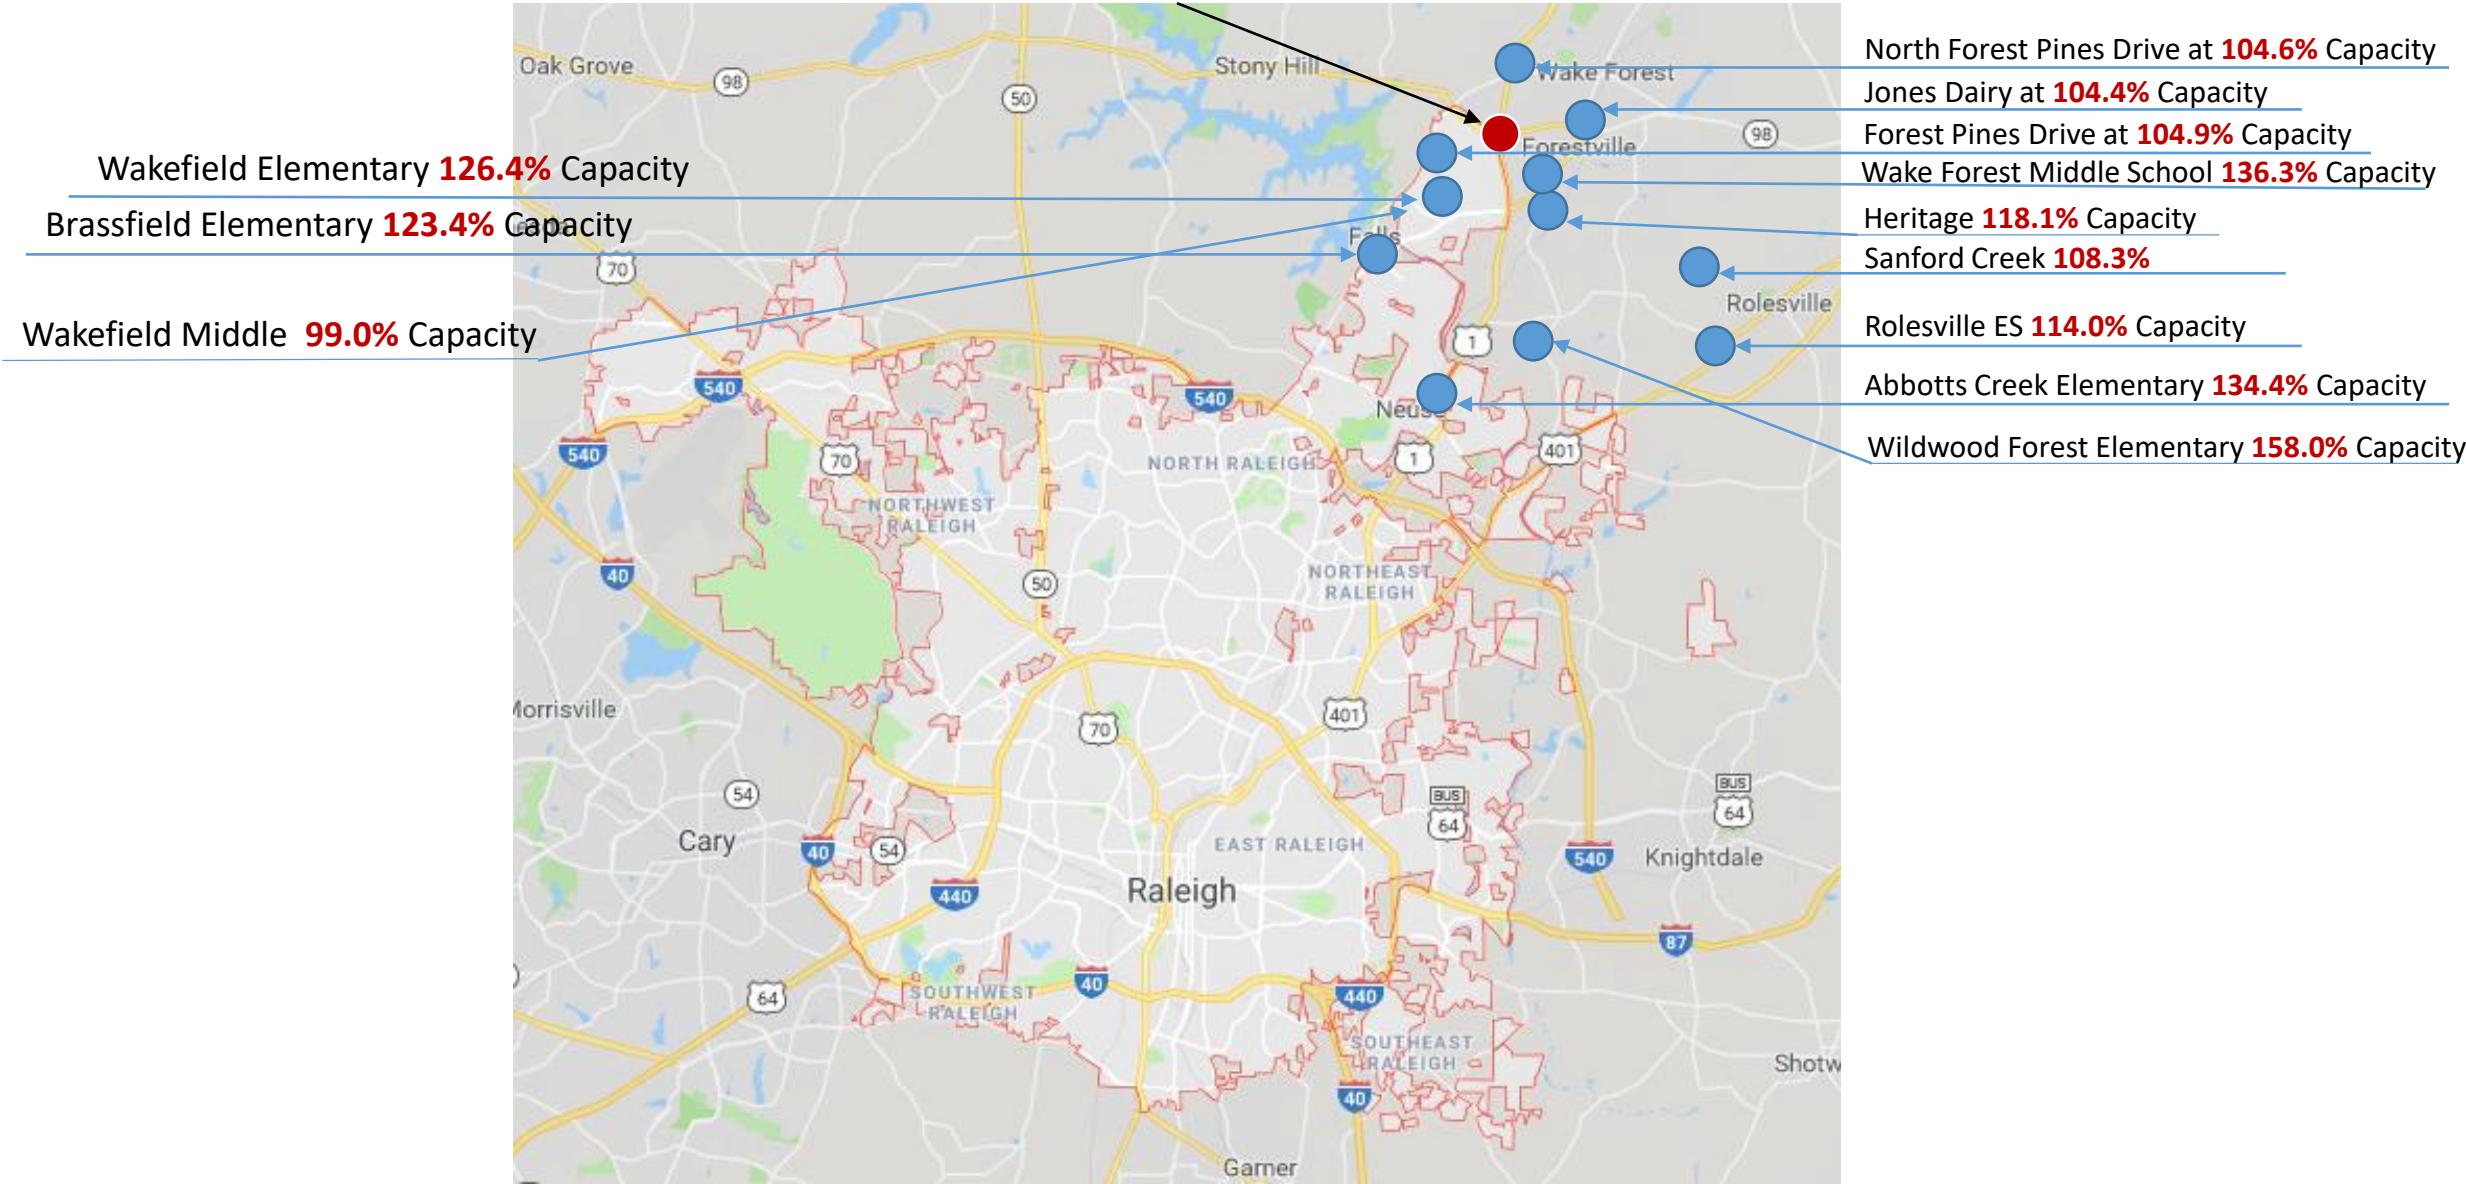 North Forest Pines Drive at 104.6% Capacity
Jones Dairy at 104.4% Capacity
Forest Pines Drive at 104.9% Capacity
Wake Forest Middle School 136.3% Capacity
Heritage 118.1% Capacity
Sanford Creek 108.3%
Rolesville ES 114.0% Capacity
Abbotts Creek Elementary 134.4% Capacity
Wildwood Forest Elementary 158.0% Capacity
Wakefield Elementary 126.4% Capacity
Brassfield Elementary 123.4% Capacity
Wakefield Middle 99.0% Capacity
Oak Grove
98
50
Stony Hill
Wake Forest
Forestville
98
Falls
70
Rolesville
1
540
540
Neuse
540
70
NORTH RALEIGH
1
401
NORTHWEST
RALEIGH
40
50
NORTHEAST
RALEIGH
Morrisville
70
401
54
BUS
64
BUS
64
Cary
40
54
EAST RALEIGH
540
Knightdale
440
Raleigh
87
64
SOUTHWEST
RALEIGH
40
440
SOUTHEAST
RALEIGH
Shotw
40
Garner